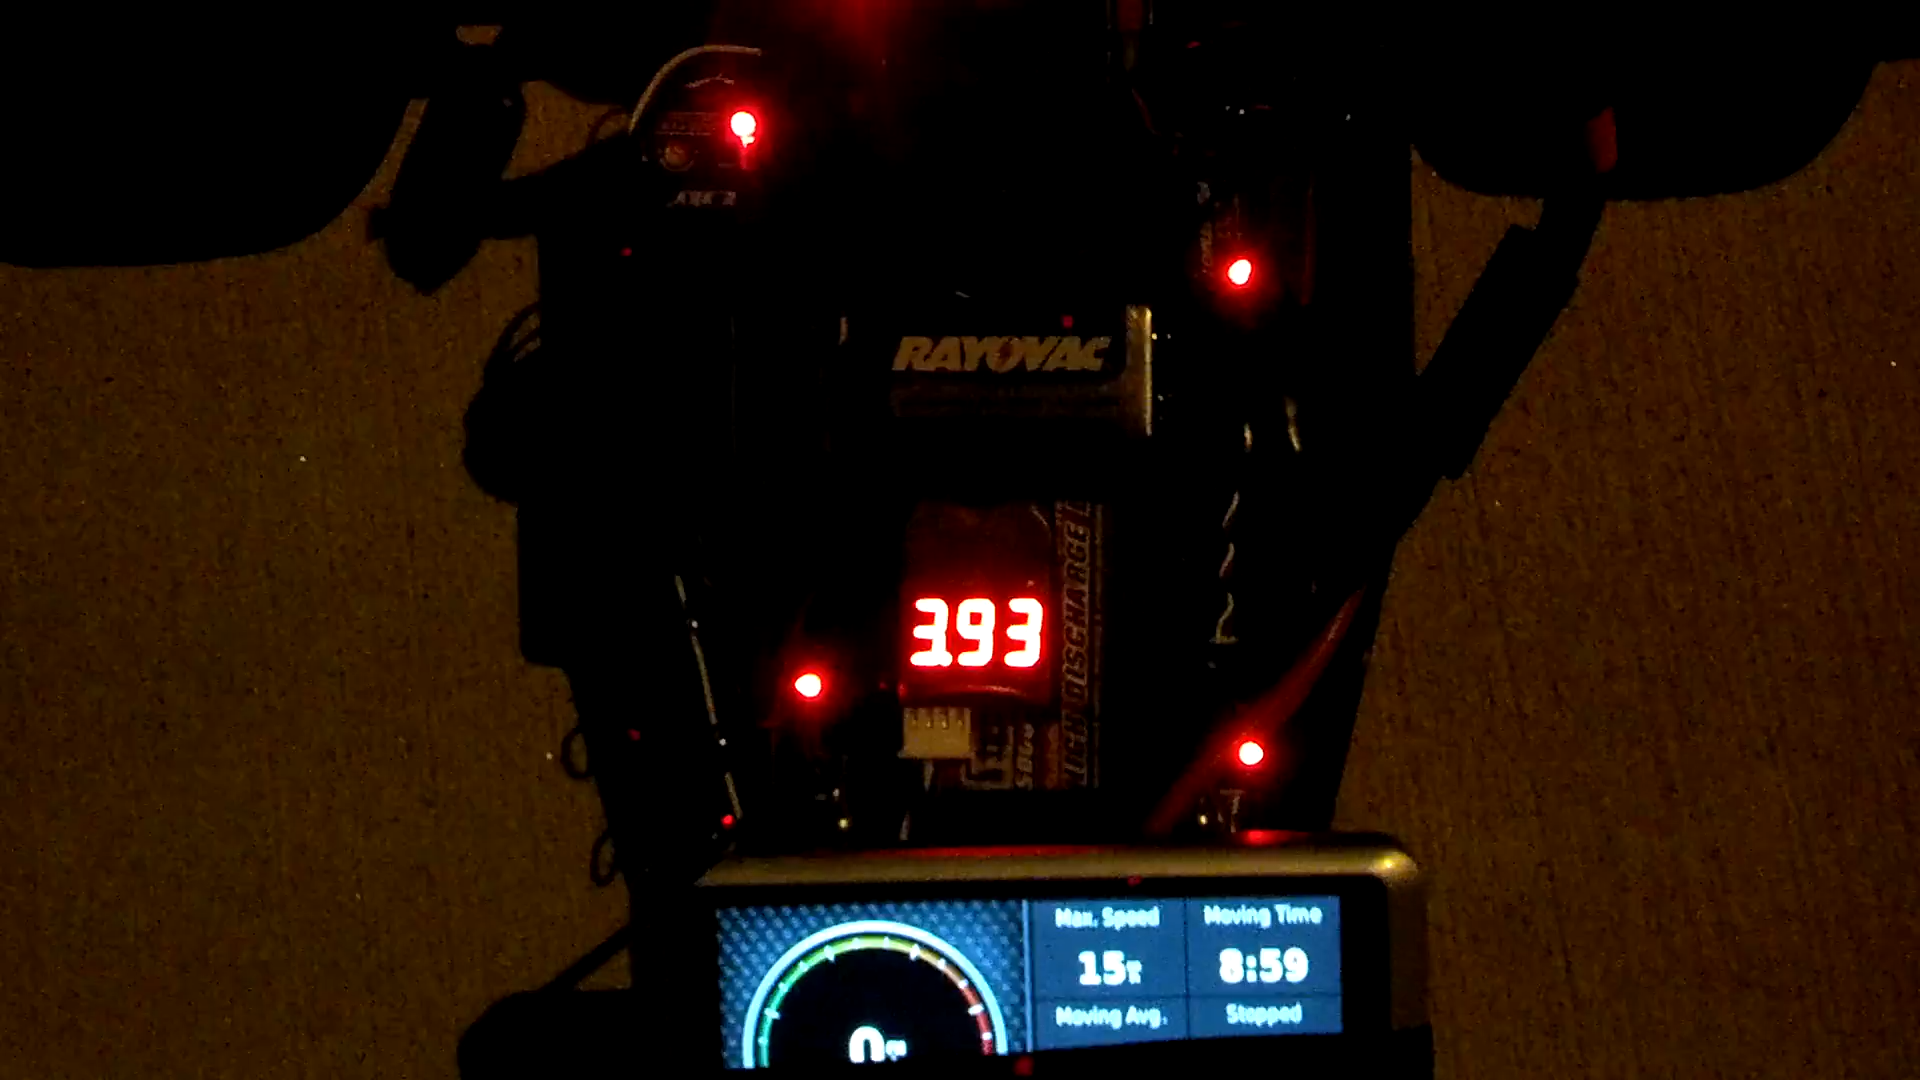 RAYOVAC
HIGH DISCHARGE
3.93
Max. Speed
Moving Time
15
8:59
Moving Avg.
Stopped
0